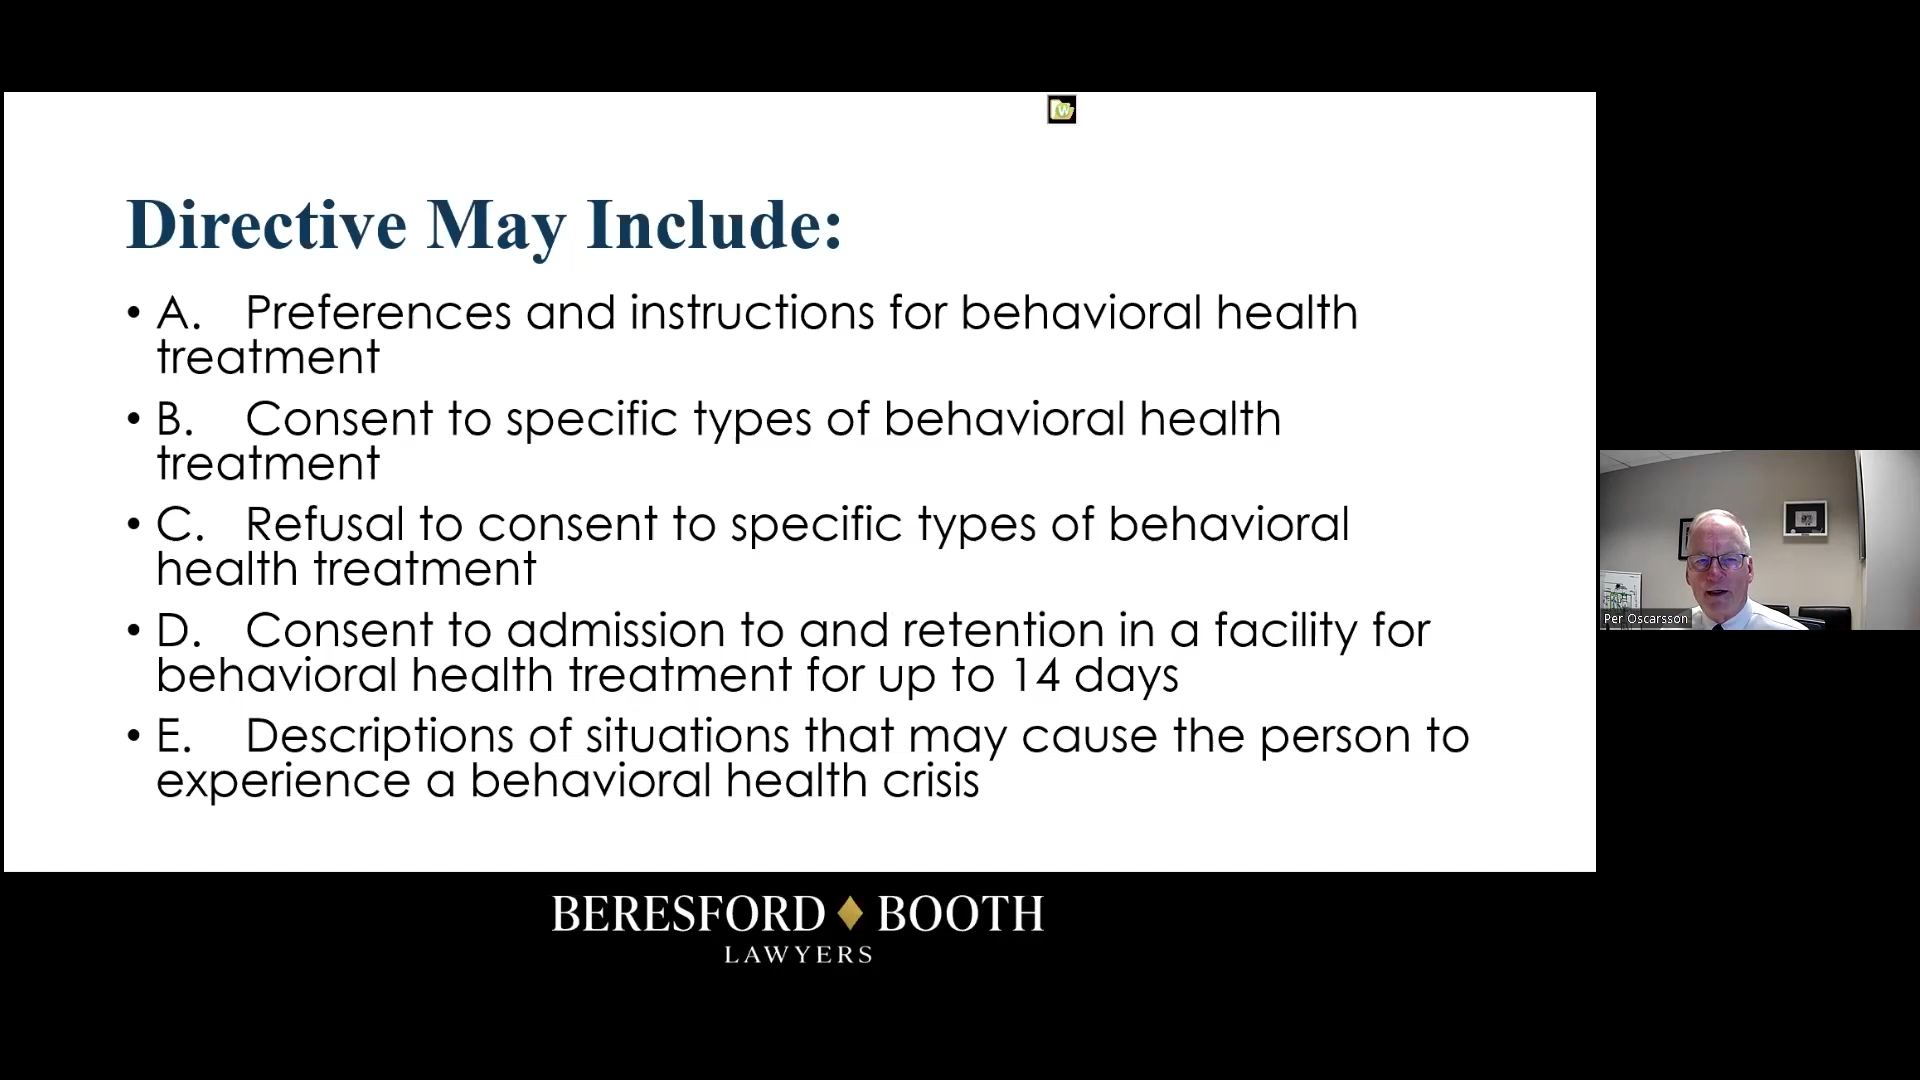 Directive May Include:
• A. Preferences and instructions for behavioral health
treatment
• B. Consent to specific types of behavioral health
treatment
• C. Refusal to consent to specific types of behavioral
health treatment
• D. Consent to admission to and retention in a facility for
behavioral health treatment for up to 14 days
• E. Descriptions of situations that may cause the person to
experience a behavioral health crisis
Per Oscarsson
BERESFORD BOOTH
LAWYERS